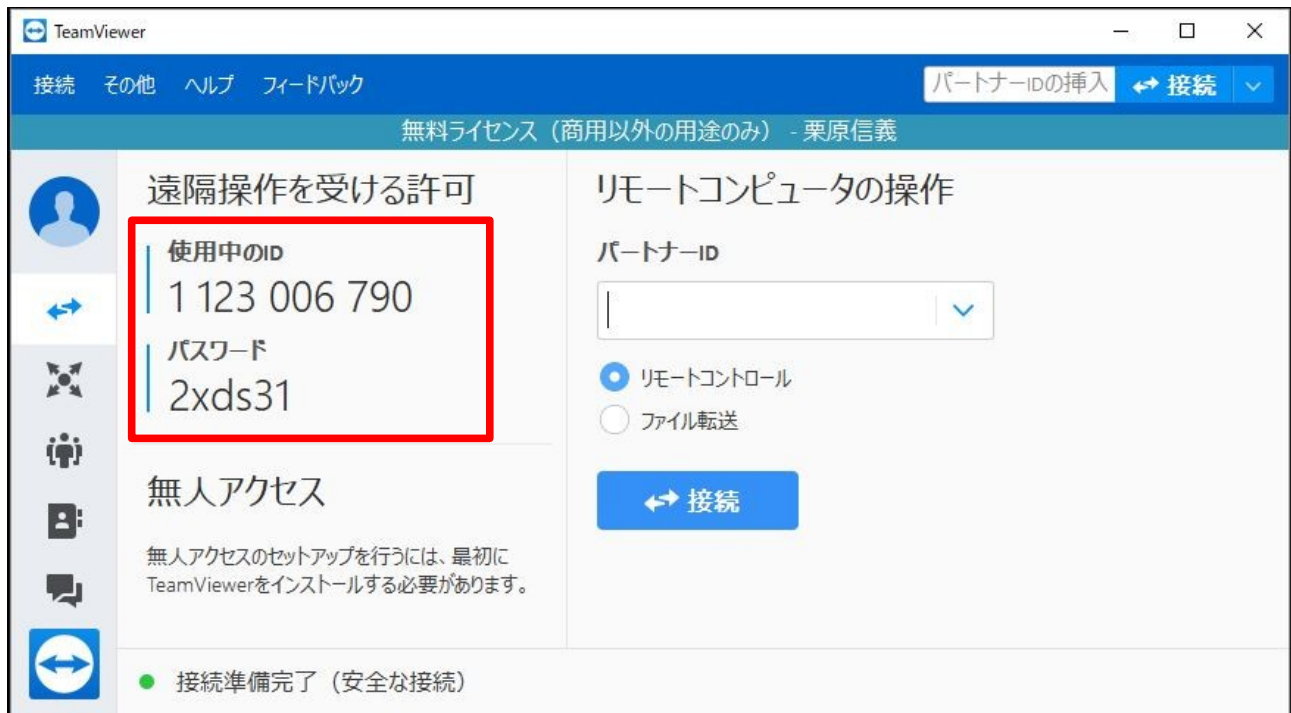 TeamViewer
接続 その他 ヘルプ フィードバック
パートナーIDの挿入 接続
無料ライセンス（商用以外の用途のみ） - 栗原信義
遠隔操作を受ける許可
使用中のID
1 123 006 790
パスワード
2xds31
無人アクセス
無人アクセスのセットアップを行うには、最初に
TeamViewerをインストールする必要があります。
リモートコンピュータの操作
パートナーID
リモートコントロール
ファイル転送
接続
接続準備完了（安全な接続）